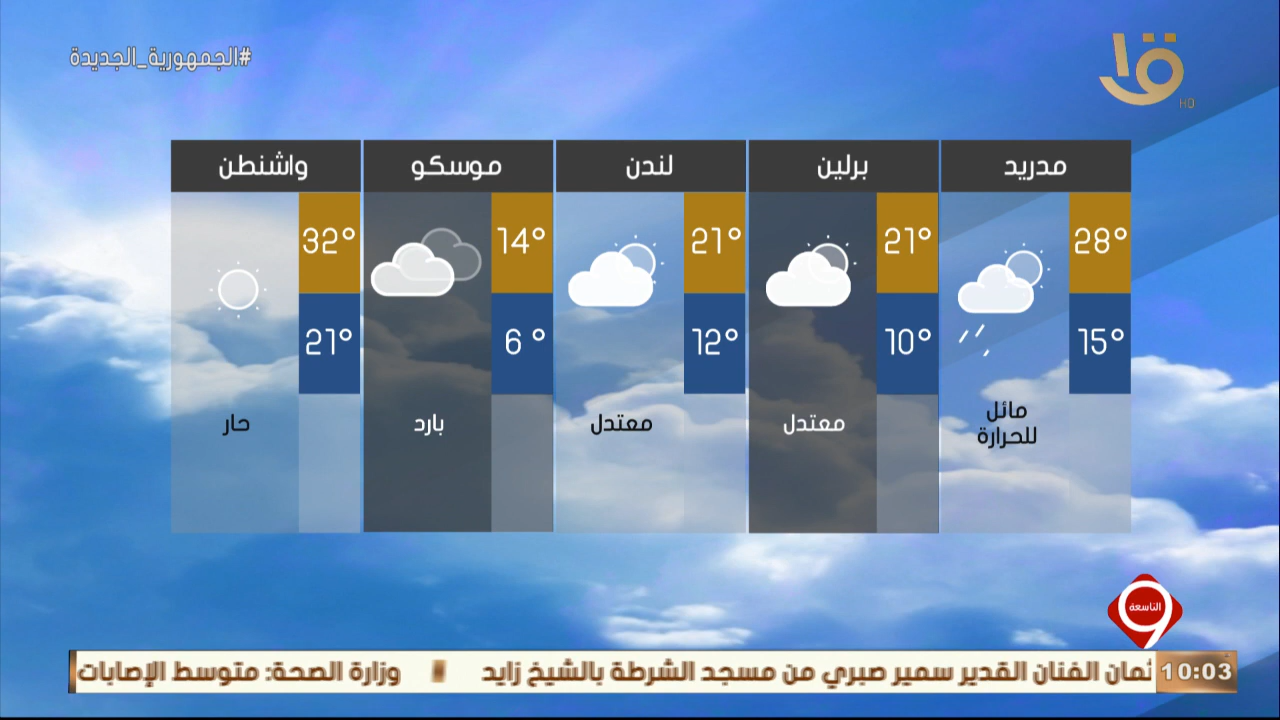 #الجمهورية_الجديدة
HD
مدريد
28°
15°
مائل
للحرارة
برلين
21°
10°
معتدل
لندن
21°
12°
معتدل
موسكو
14°
6°
بارد
واشنطن
32°
21°
حار
التاسعة
9
10:03
الفنان القدير سمير صبري من مسجد الشرطة بالشيخ زايد
وزارة الصحة: متوسط الإصابات